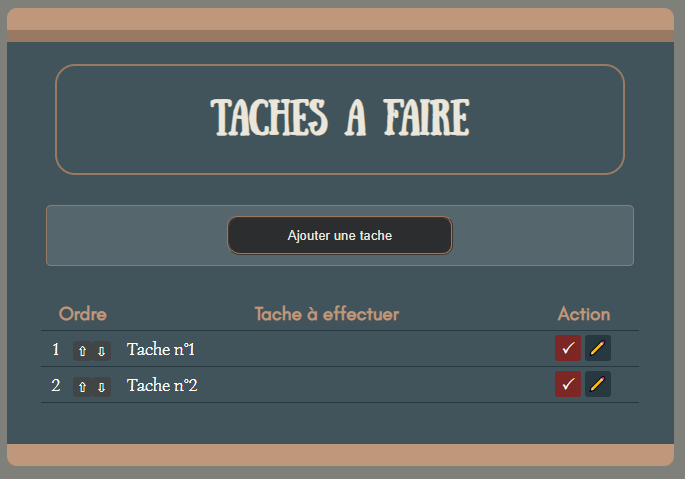 TACHES A FAIRE
Ajouter une tache
Ordre Tache à effectuer Action
1 ⇧ ⇩ Tache n°1 ✓
2 ⇧ ⇩ Tache n°2 ✓